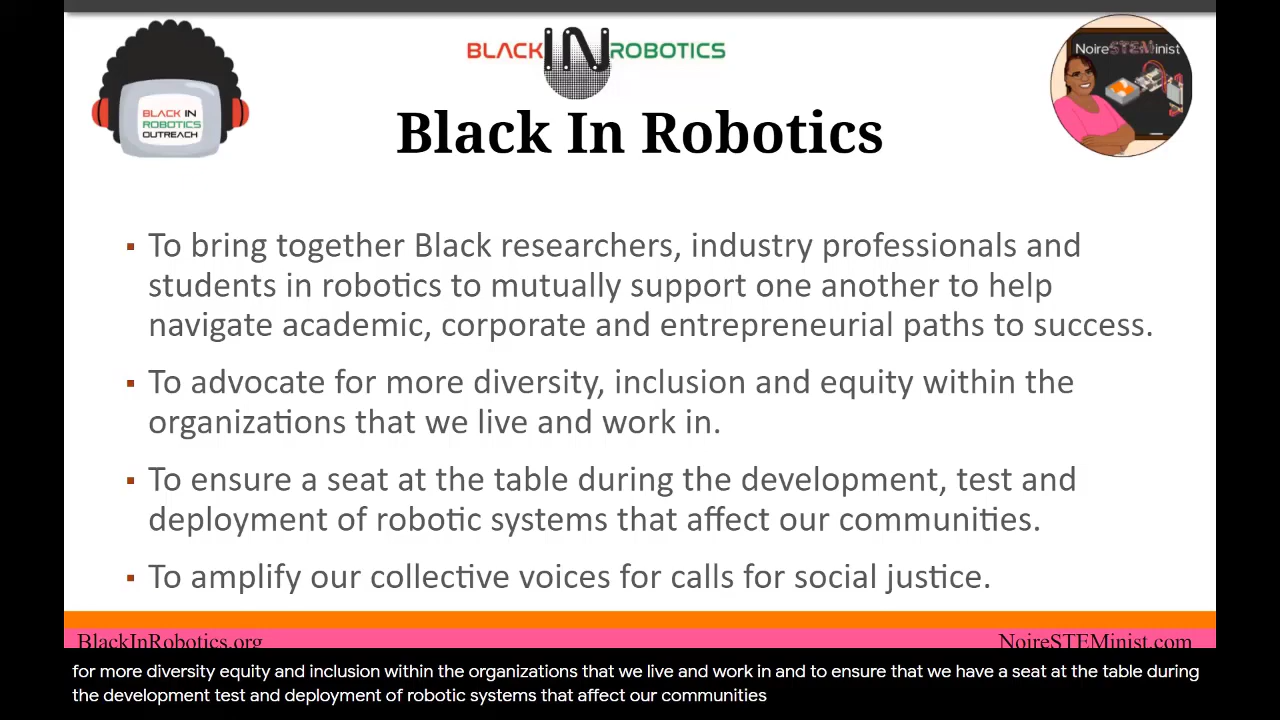 BLACK IN ROBOTICS
NoireSTEMinist
BLACK IN
ROBOTICS
OUTREACH
Black In Robotics
▪ To bring together Black researchers, industry professionals and
students in robotics to mutually support one another to help
navigate academic, corporate and entrepreneurial paths to success.
▪ To advocate for more diversity, inclusion and equity within the
organizations that we live and work in.
▪ To ensure a seat at the table during the development, test and
deployment of robotic systems that affect our communities.
▪ To amplify our collective voices for calls for social justice.
BlackInRobotics.org
NoireSTEMinist.com
for more diversity equity and inclusion within the organizations that we live and work in and to ensure that we have a seat at the table during
the development test and deployment of robotic systems that affect our communities